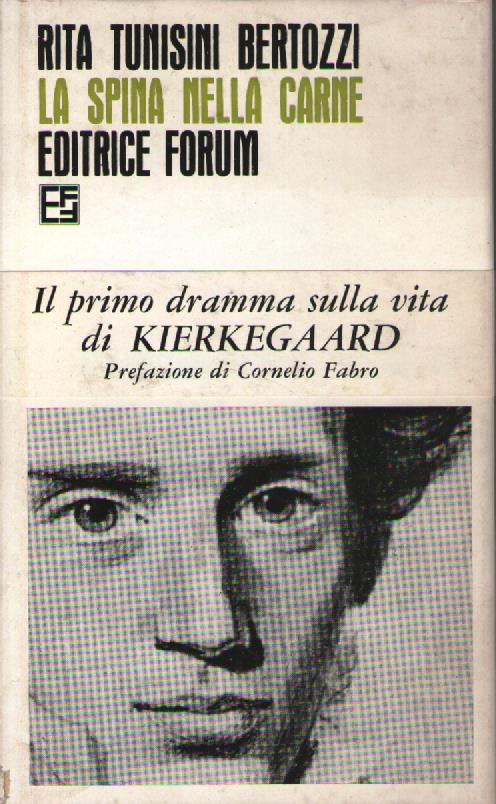 RITA TUNISINI BERTOZZI
LA SPINA NELLA CARNE
EDITRICE FORUM
EF
Il primo dramma sulla vita
di KIERKEGAARD
Prefazione di Cornelio Fabro